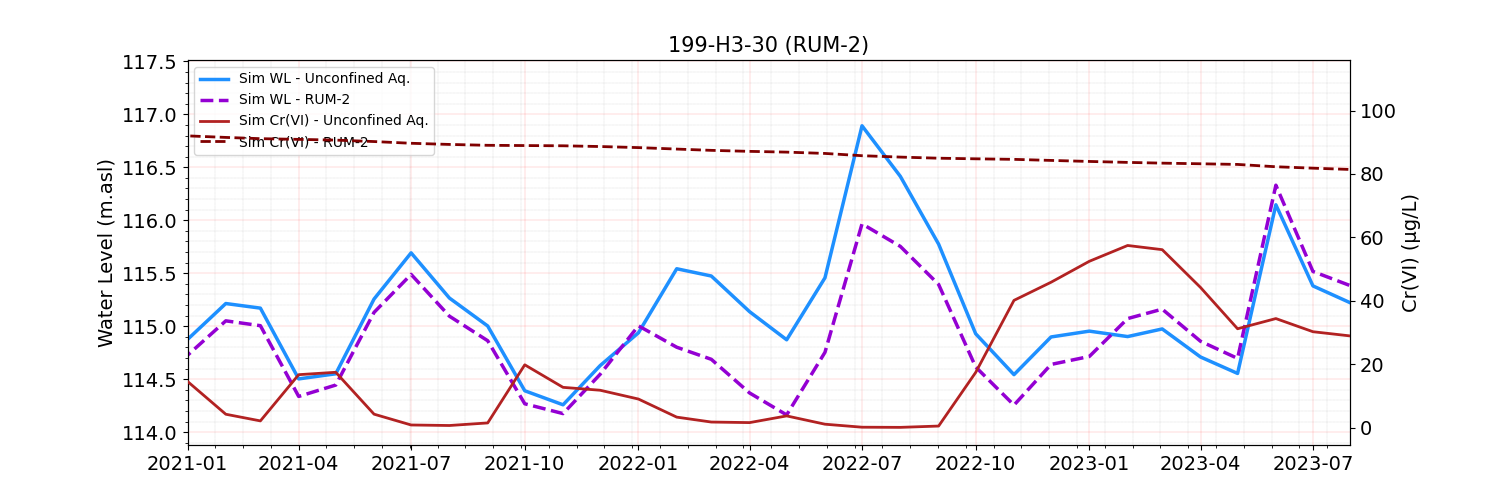 199-H3-30 (RUM-2)
Sim WL - Unconfined Aq.
Sim WL - RUM-2
Sim Cr(VI) - Unconfined Aq.
Sim Cr(VI) - RUM-2
Water Level (m.asl)
117.5
117.0
116.5
116.0
115.5
115.0
114.5
114.0
Cr(VI) (µg/L)
100
80
60
40
20
0
2021-01 2021-04 2021-07 2021-10 2022-01 2022-04 2022-07 2022-10 2023-01 2023-04 2023-07